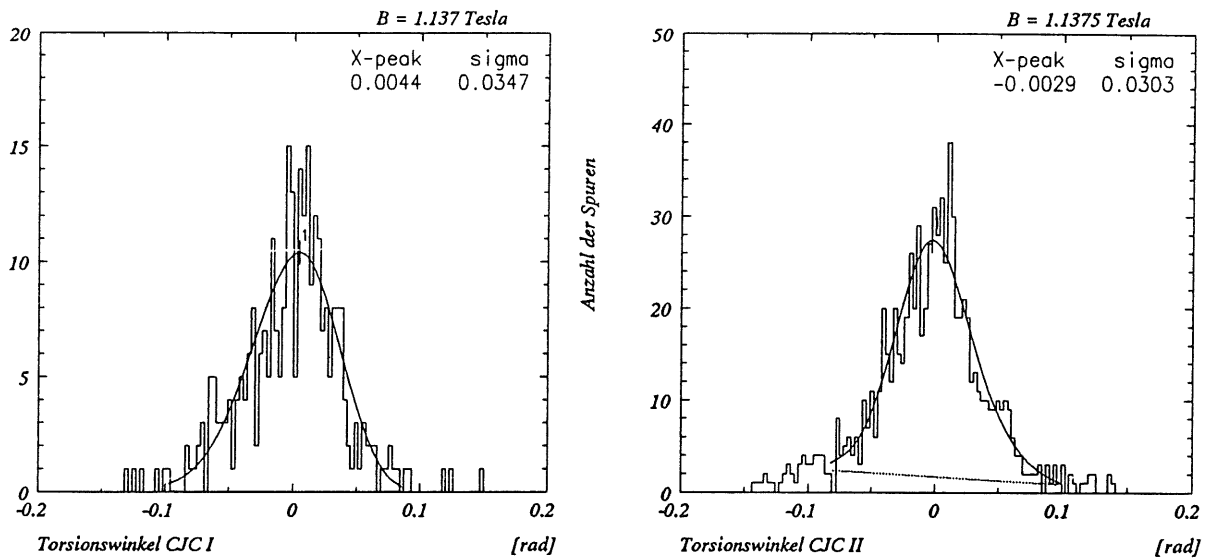 B = 1.137 Tesla
20
15
10
5
0
X-peak sigma
0.0044 0.0347
-0.2 -0.1 0 0.1 0.2
Torsionswinkel CJC I [rad]
B = 1.1375 Tesla
Anzahl der Spuren
50
40
30
20
10
0
X-peak sigma
-0.0029 0.0303
-0.2 -0.1 0 0.1 0.2
Torsionswinkel CJC II [rad]